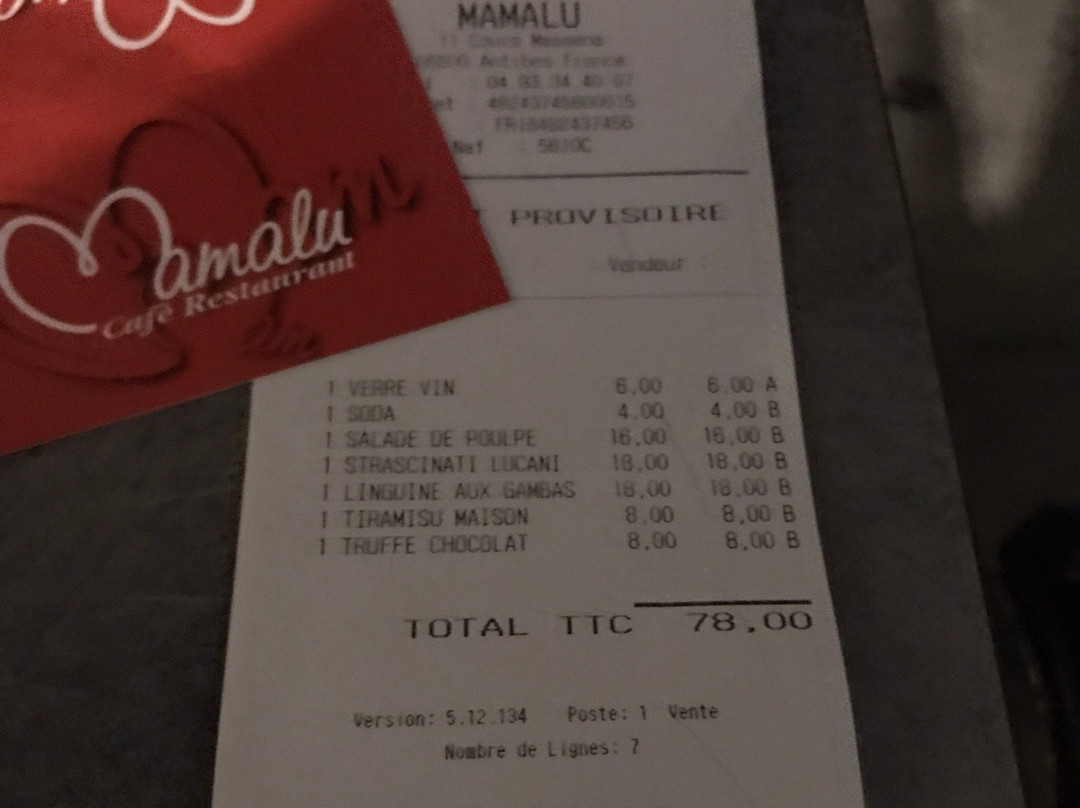 Mamalu
Café Restaurant
MAMALU
11 Cours Massena
Antibes France
04 93 34 40 07
: 5610C
PROVISOIRE
Vendeur :
1 VERRE VIN 6,00 6.00 A
1 SODA 4.00 4,00 B
1 SALADE DE POULPE 16,00 16,00 B
1 STRASCINATI LUCANI 18,00 18,00 B
1 LINGUINE AUX GAMBAS 18,00 18,00 B
1 TIRAMISU MAISON 8.00 8,00 B
1 TRUFFE CHOCOLAT 8,00 8,00 B
TOTAL TTC 78,00
Version: 5.12.134 Poste: 1 Vente
Nombre de Lignes: 7